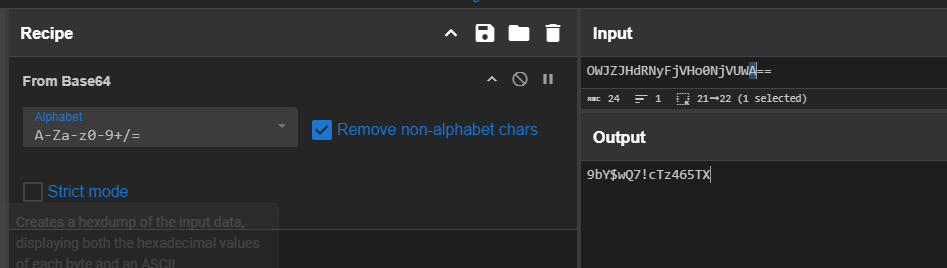 Recipe
From Base64
Alphabet
A-Za-z0-9+/=
Remove non-alphabet chars
Strict mode
Creates a hexdump of the input data,
displaying both the hexadecimal values
of each byte and an ASCII
Input
OWJZJHdRNyFjVHo0NjVUWA==
ABC 24 1 21→22 (1 selected)
Output
9bY$wQ7!cTz465TX